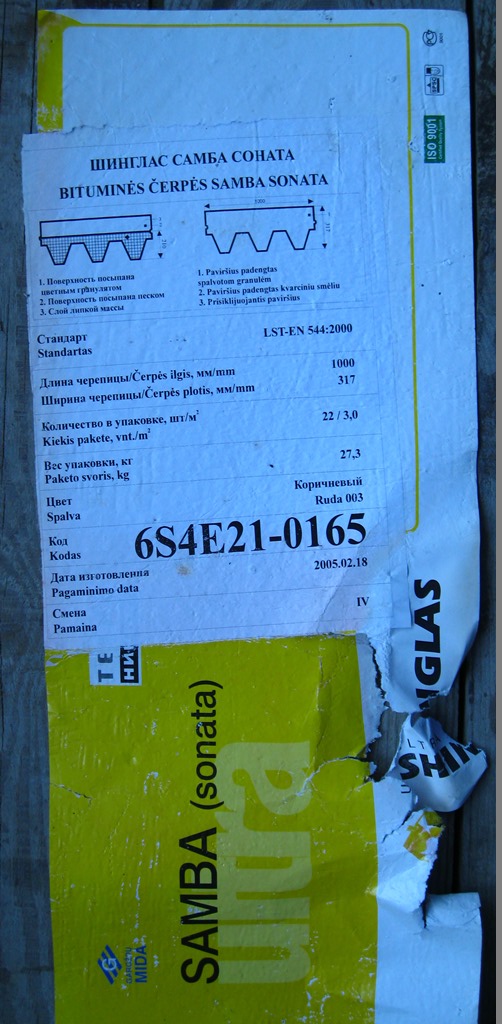 ISO 9001
ШИНГЛАС САМБА СОНАТА
BITUMINĖS ČERPĖS SAMBA SONATA
1000
317
1. Поверхность посыпана
цветным гранулятом
2. Поверхность посыпана песком
3. Слой липкой массы
1. Paviršius padengtas
spalvotom granulėm
2. Paviršius padengtas kvarciniu smėliu
3. Prisiklijuojantis paviršius
Стандарт LST-EN 544:2000
Standartas
Длина черепицы/Čerpės ilgis, мм/mm 1000
Ширина черепицы/Čerpės plotis, мм/mm 317
Количество в упаковке, шт/м² 22 / 3,0
Kiekis pakete, vnt./m²
Вес упаковки, кг 27,3
Paketo svoris, kg
Цвет Коричневый
Spalva Ruda 003
Код 6S4E21-0165
Kodas
Дата изготовления 2005.02.18
Pagaminimo data
Смена IV
Pamaina
SAMBA (sonata)
ultra
GARGŽDŲ
MIDA
NGLAS
SHIN